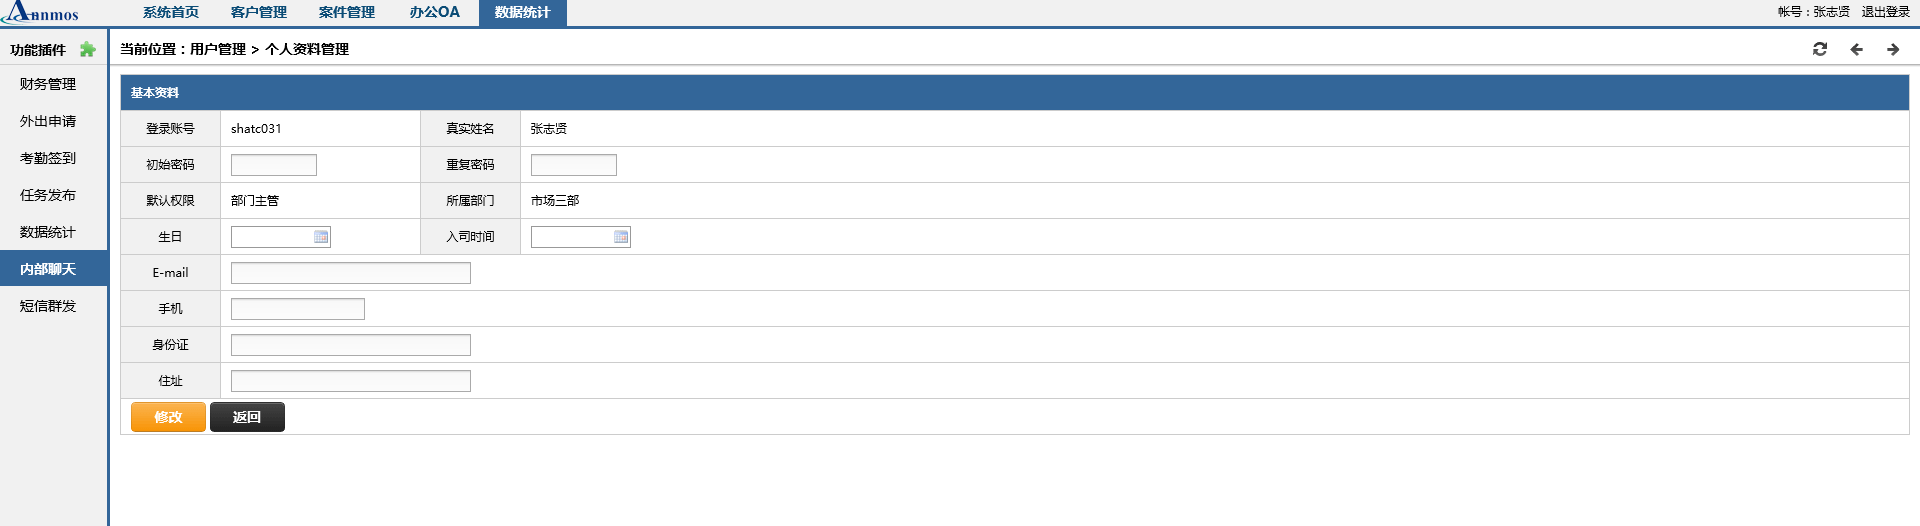 Anmos 系统首页 客户管理 案件管理 办公OA 数据统计 帐号：张志贤 退出登录
功能插件
财务管理
外出申请
考勤签到
任务发布
数据统计
内部聊天
短信群发
当前位置：用户管理 > 个人资料管理
基本资料
登录账号 shatc031 真实姓名 张志贤
初始密码 重复密码
默认权限 部门主管 所属部门 市场三部
生日 入司时间
E-mail
手机
身份证
住址
修改 返回